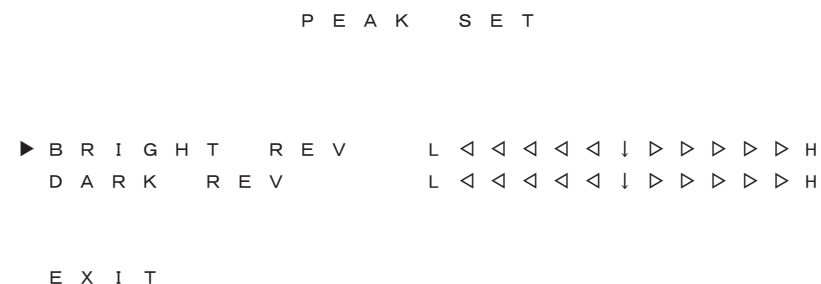 PEAK SET
▶BRIGHT REV L◁◁◁◁◁↓▷▷▷▷▷H
DARK REV L◁◁◁◁◁↓▷▷▷▷▷H
EXIT